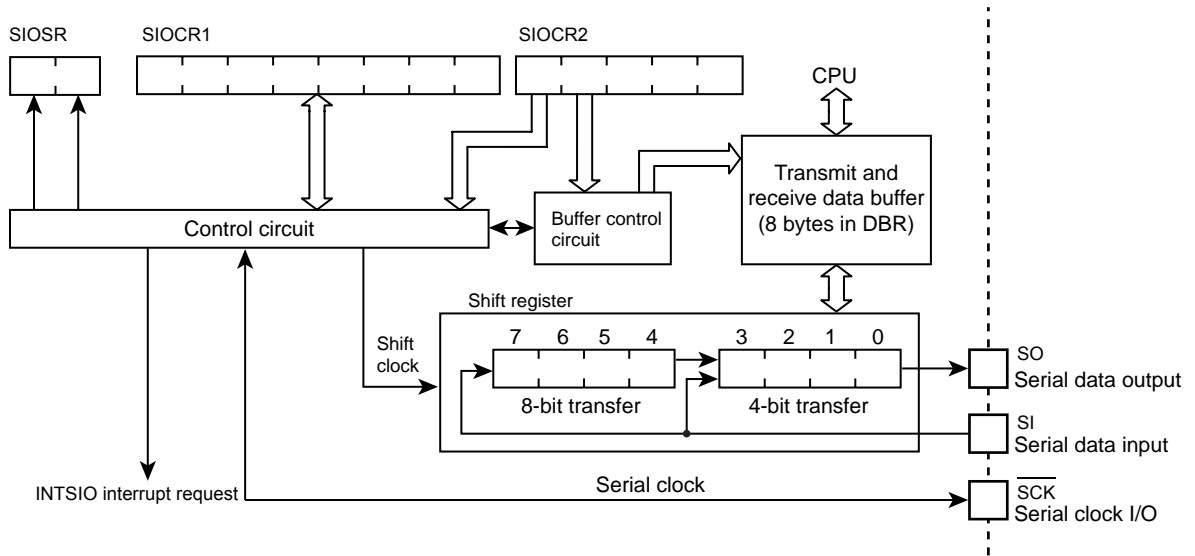 SIOSR
SIOCR1
SIOCR2
CPU
Transmit and
receive data buffer
(8 bytes in DBR)
Control circuit
Buffer control
circuit
Shift register
Shift
clock
7 6 5 4
3 2 1 0
8-bit transfer
4-bit transfer
SO
Serial data output
SI
Serial data input
INTSIO interrupt request
Serial clock
SCK
Serial clock I/O